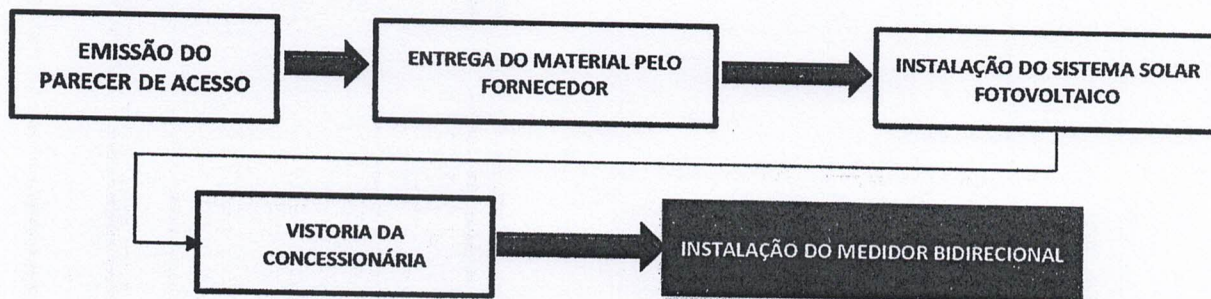 EMISSÃO DO
PARECER DE ACESSO
ENTREGA DO MATERIAL PELO
FORNECEDOR
INSTALAÇÃO DO SISTEMA SOLAR
FOTOVOLTAICO
VISTORIA DA
CONCESSIONÁRIA
INSTALAÇÃO DO MEDIDOR BIDIRECIONAL